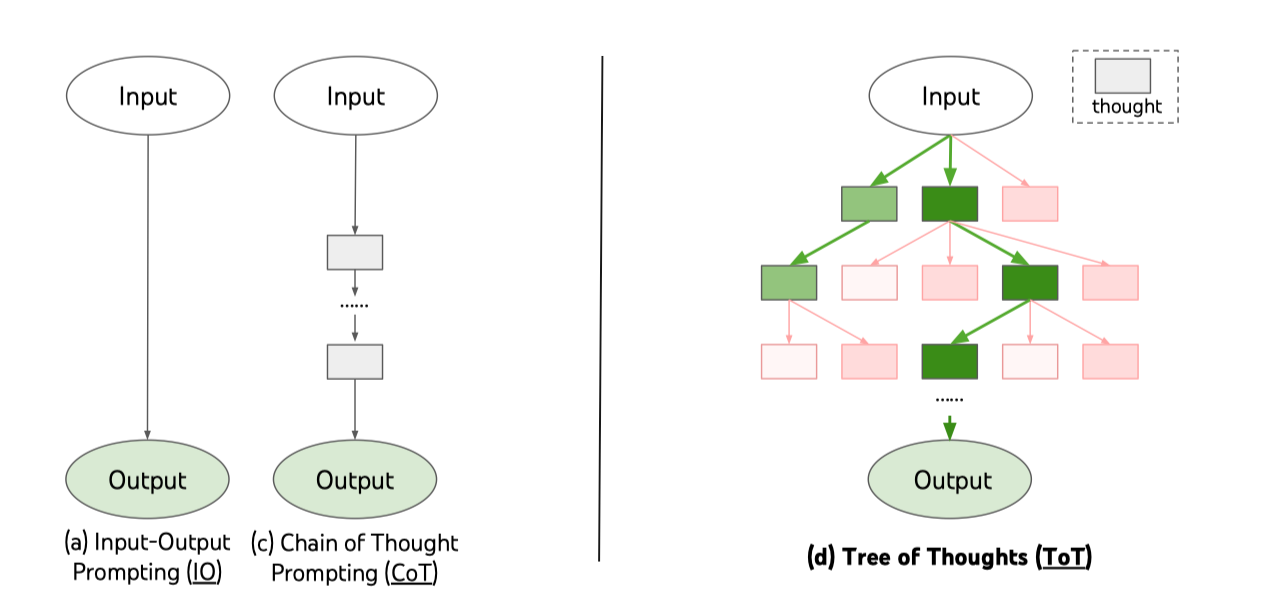 Input
Input
Input
thought
......
......
Output
Output
Output
(a) Input-Output
Prompting (IO)
(c) Chain of Thought
Prompting (CoT)
(d) Tree of Thoughts (ToT)